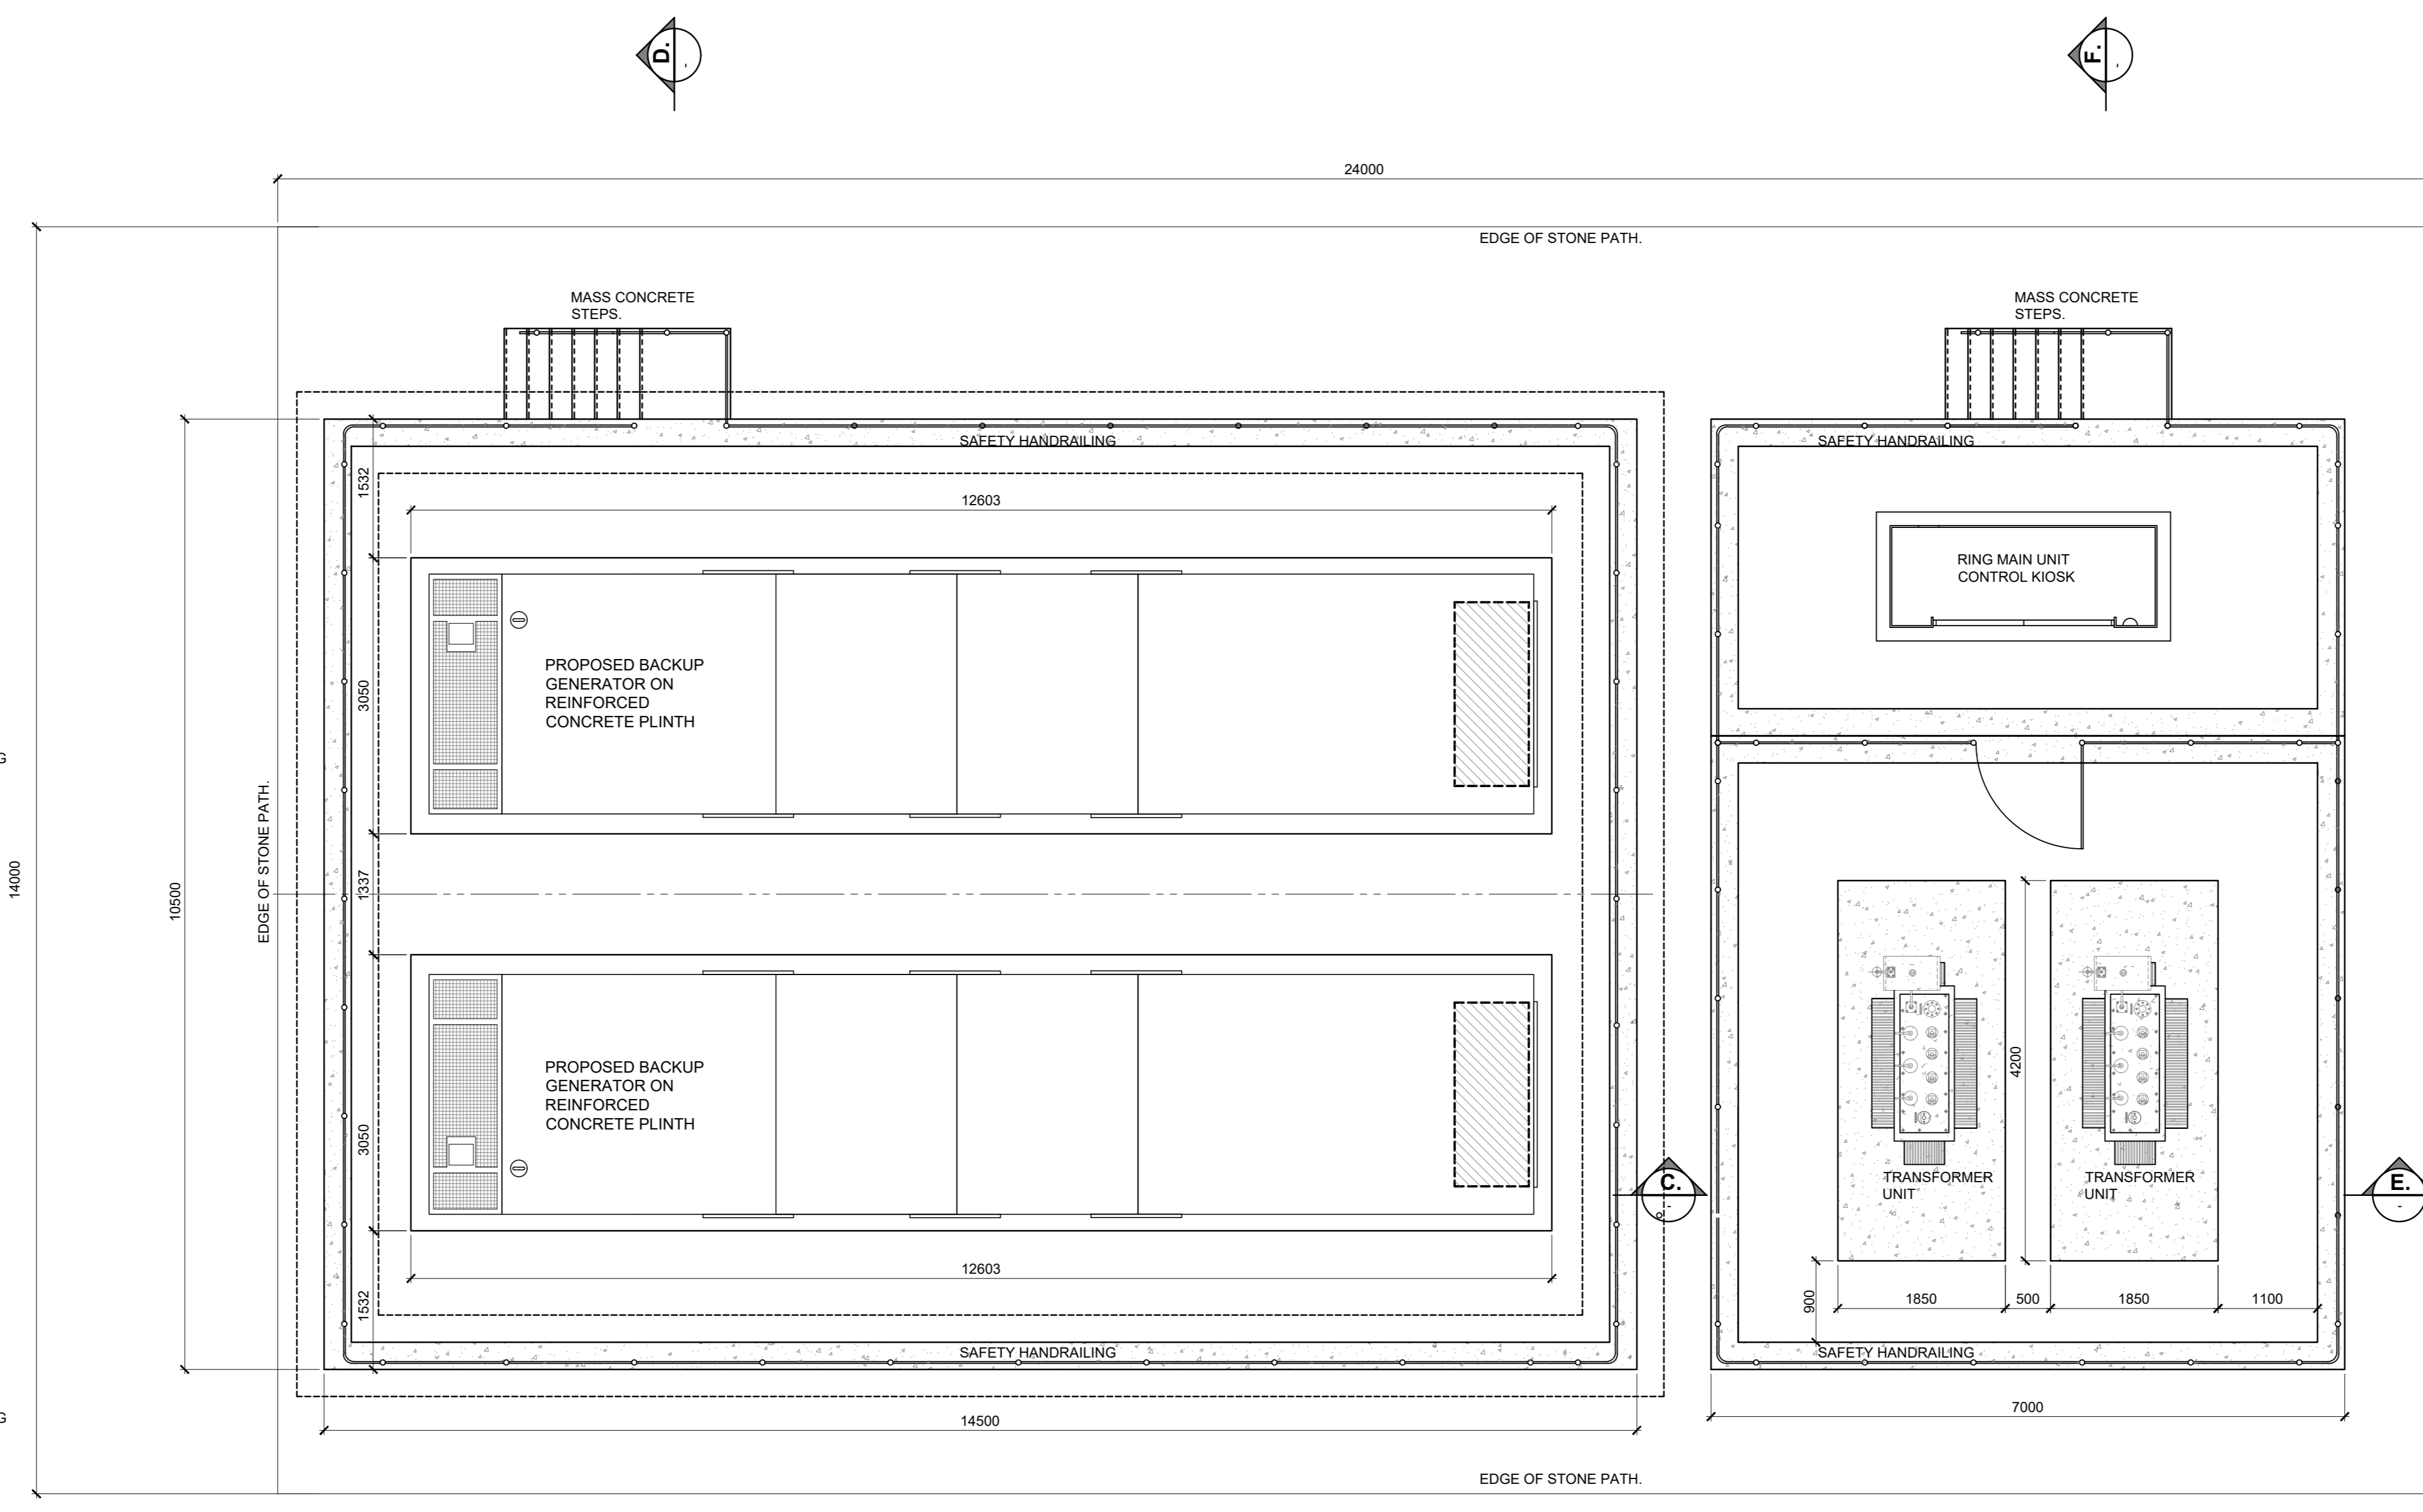 D.
-
F.
-
24000
EDGE OF STONE PATH.
MASS CONCRETE
STEPS.
MASS CONCRETE
STEPS.
SAFETY HANDRAILING
SAFETY HANDRAILING
1532
12603
RING MAIN UNIT
CONTROL KIOSK
PROPOSED BACKUP
GENERATOR ON
REINFORCED
CONCRETE PLINTH
3050
G
EDGE OF STONE PATH.
14000
10500
1337
4200
PROPOSED BACKUP
GENERATOR ON
REINFORCED
CONCRETE PLINTH
3050
TRANSFORMER
UNIT
TRANSFORMER
UNIT
C.
-
E.
-
12603
1532
900
1850
500
1850
1100
SAFETY HANDRAILING
SAFETY HANDRAILING
14500
7000
G
EDGE OF STONE PATH.